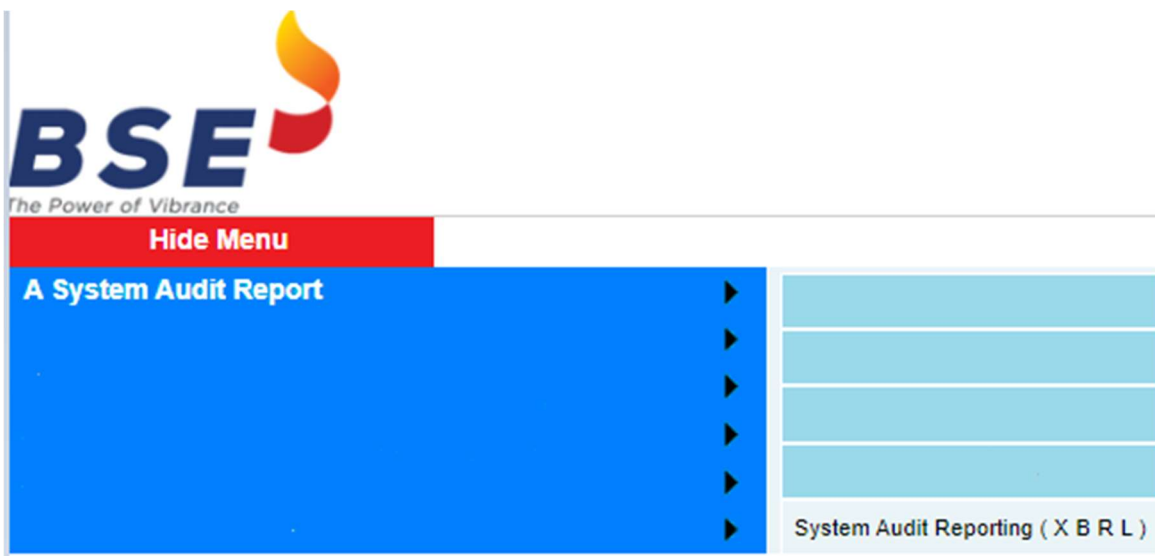 BSE
The Power of Vibrance
Hide Menu
A System Audit Report
System Audit Reporting ( X B R L )